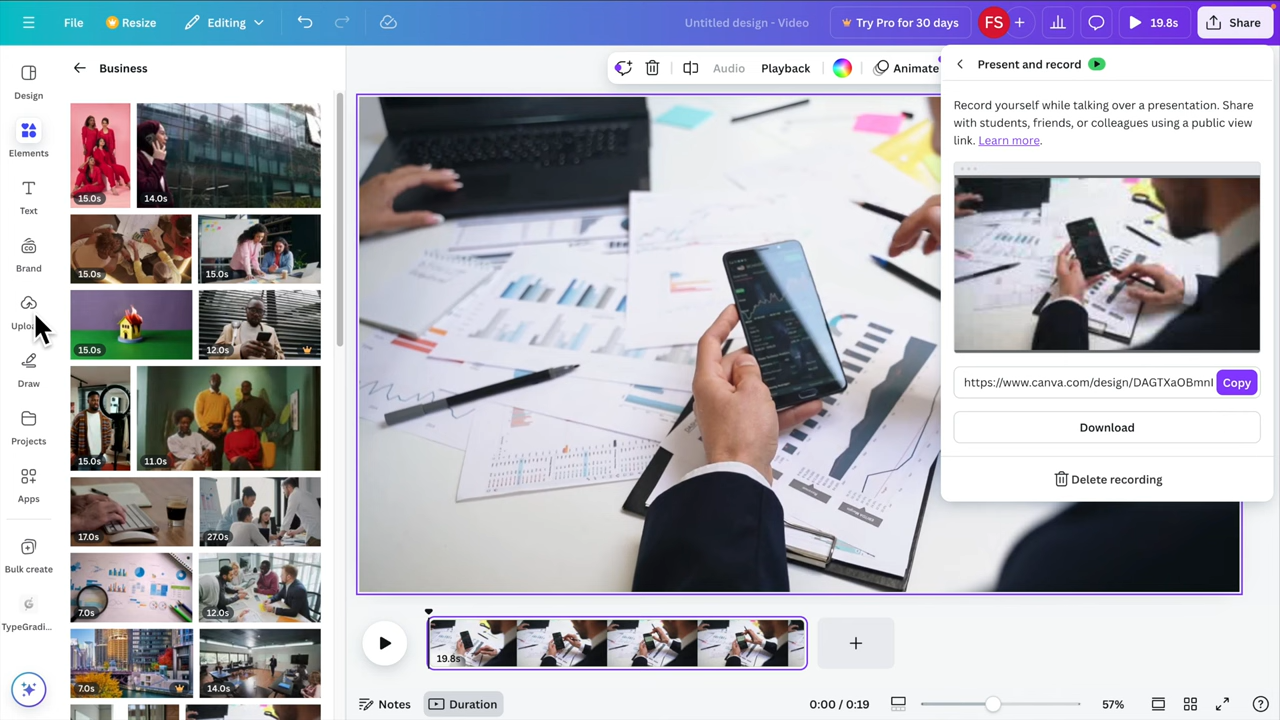 File
Resize
Editing
Untitled design - Video
Try Pro for 30 days
FS
19.8s
Share
Design
Elements
Text
Brand
Draw
Projects
Apps
Bulk create
TypeGradi...
Business
15.0s
14.0s
15.0s
15.0s
15.0s
12.0s
15.0s
11.0s
17.0s
27.0s
7.0s
12.0s
7.0s
14.0s
Audio
Playback
Animate
Present and record
Record yourself while talking over a presentation. Share
with students, friends, or colleagues using a public view
link. Learn more.
https://www.canva.com/design/DAGTXaOBmnI
Copy
Download
Delete recording
19.8s
Notes
Duration
0:00 / 0:19
57%